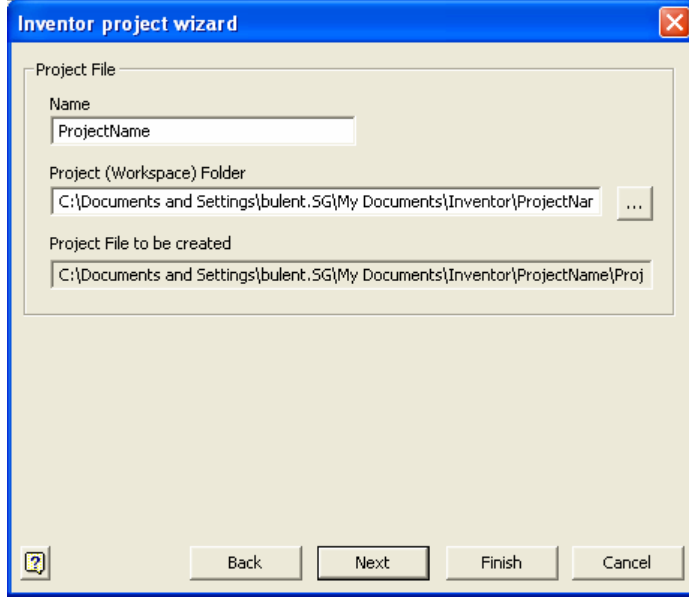 Inventor project wizard
Project File
Name
ProjectName
Project (Workspace) Folder
C:\Documents and Settings\bulent.SG\My Documents\Inventor\ProjectNar
...
Project File to be created
C:\Documents and Settings\bulent.SG\My Documents\Inventor\ProjectName\Proj
?
Back Next Finish Cancel